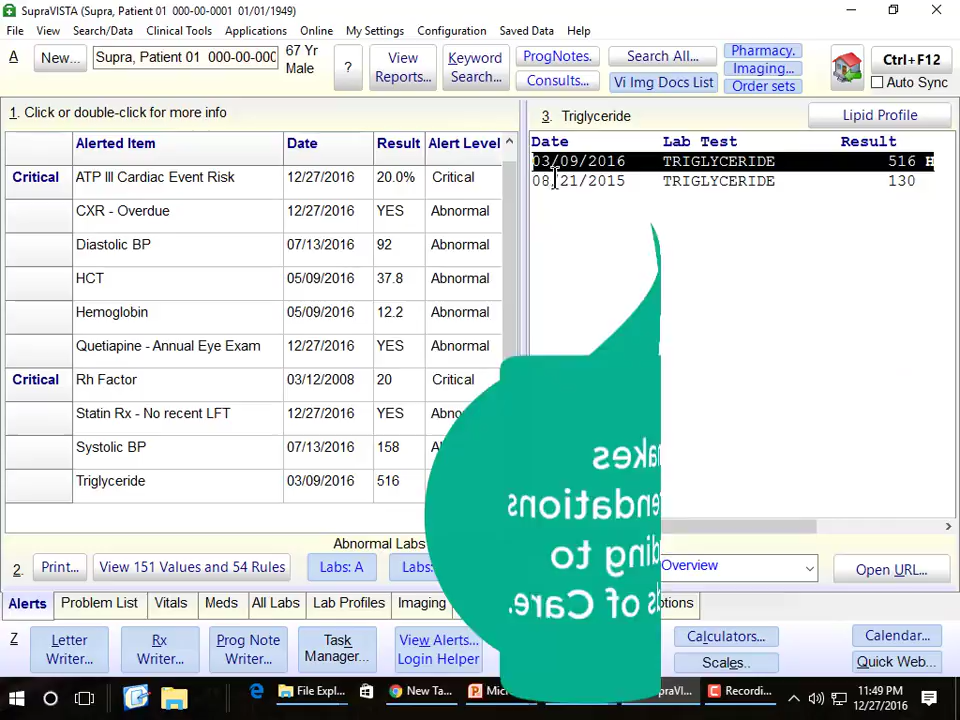 SupraVISTA (Supra, Patient 01 000-00-0001 01/01/1949)
File View Search/Data Clinical Tools Applications Online My Settings Configuration Saved Data Help
A New... Supra, Patient 01 000-00-000 67 Yr Male ? View Reports... Keyword Search... ProgNotes. Consults... Search All... Vi Img Docs List Pharmacy. Imaging... Order sets Ctrl+F12 Auto Sync
1. Click or double-click for more info
Alerted Item Date Result Alert Level
Critical ATP III Cardiac Event Risk 12/27/2016 20.0% Critical
CXR - Overdue 12/27/2016 YES Abnormal
Diastolic BP 07/13/2016 92 Abnormal
HCT 05/09/2016 37.8 Abnormal
Hemoglobin 05/09/2016 12.2 Abnormal
Quetiapine - Annual Eye Exam 12/27/2016 YES Abnormal
Critical Rh Factor 03/12/2008 20 Critical
Statin Rx - No recent LFT 12/27/2016 YES
Systolic BP 07/13/2016 158
Triglyceride 03/09/2016 516
3. Triglyceride Lipid Profile
Date Lab Test Result
03/09/2016 TRIGLYCERIDE 516 H
08/21/2015 TRIGLYCERIDE 130
of Care.
to
Abnormal Labs
2. Print... View 151 Values and 54 Rules Labs: A Labs: Overview Open URL...
Alerts Problem List Vitals Meds All Labs Lab Profiles Imaging
Z Letter Writer... Rx Writer... Prog Note Writer... Task Manager... View Alerts... Login Helper Calculators... Scales.. Calendar... Quick Web...
File Expl... New Ta... Recordi... 11:49 PM
12/27/2016